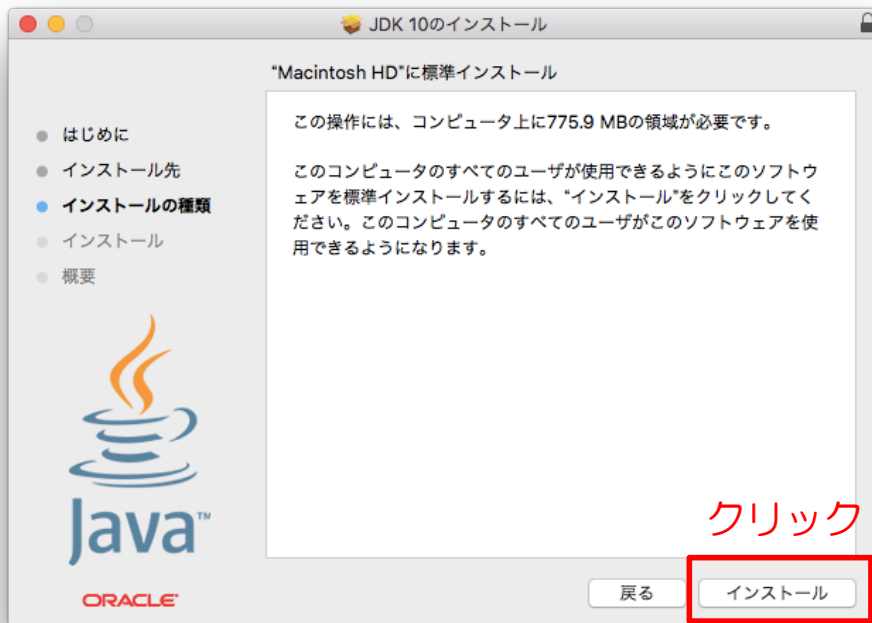 JDK 10のインストール
“Macintosh HD”に標準インストール
はじめに
インストール先
インストールの種類
インストール
概要
この操作には、コンピュータ上に775.9 MBの領域が必要です。
このコンピュータのすべてのユーザが使用できるようにこのソフトウ
ェアを標準インストールするには、“インストール”をクリックしてく
ださい。このコンピュータのすべてのユーザがこのソフトウェアを使
用できるようになります。
Java™
ORACLE®
クリック
戻る
インストール